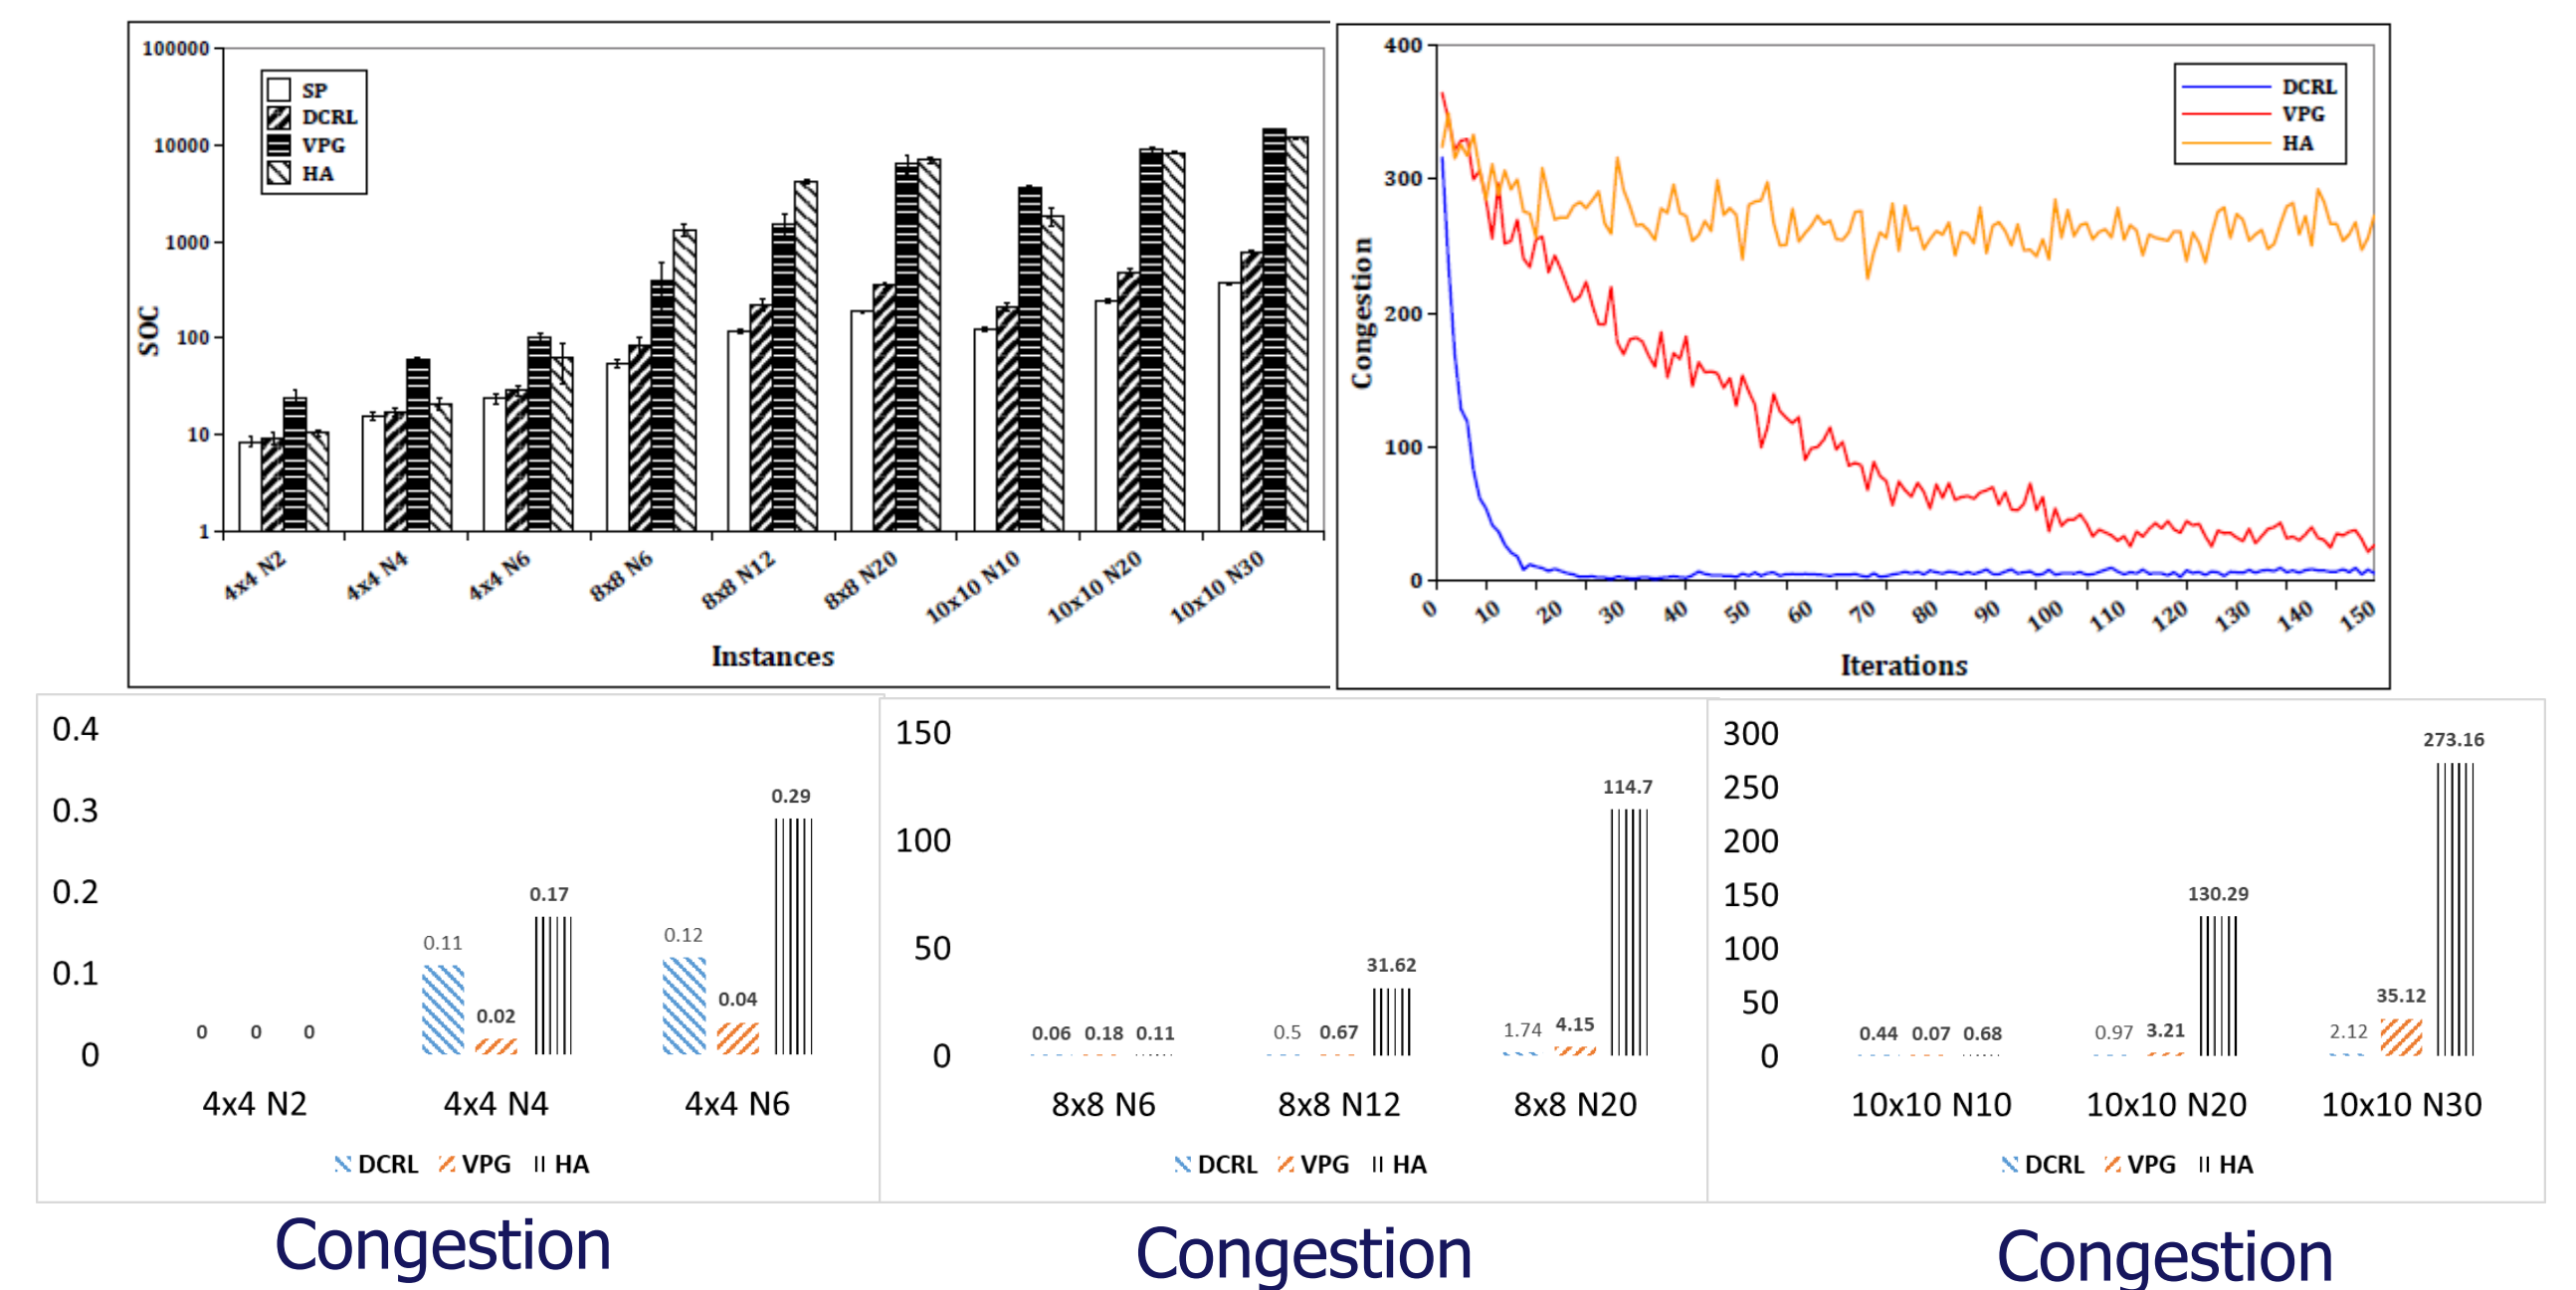 100000
10000
1000
100
10
1
SOC
SP
DCRL
VPG
HA
4x4 N2
4x4 N4
4x4 N6
8x8 N6
8x8 N12
8x8 N20
10x10 N10
10x10 N20
10x10 N30
Instances
400
300
200
100
0
Congestion
DCRL
VPG
HA
0 10 20 30 40 50 60 70 80 90 100 110 120 130 140 150
Iterations
0.4
0.3
0.2
0.1
0
0 0 0
0.11 0.02 0.17
0.12 0.04 0.29
4x4 N2 4x4 N4 4x4 N6
DCRL VPG HA
Congestion
150
100
50
0
0.06 0.18 0.11
0.5 0.67 31.62
1.74 4.15 114.7
8x8 N6 8x8 N12 8x8 N20
DCRL VPG HA
Congestion
300
250
200
150
100
50
0
0.44 0.07 0.68
0.97 3.21 130.29
2.12 35.12 273.16
10x10 N10 10x10 N20 10x10 N30
DCRL VPG HA
Congestion